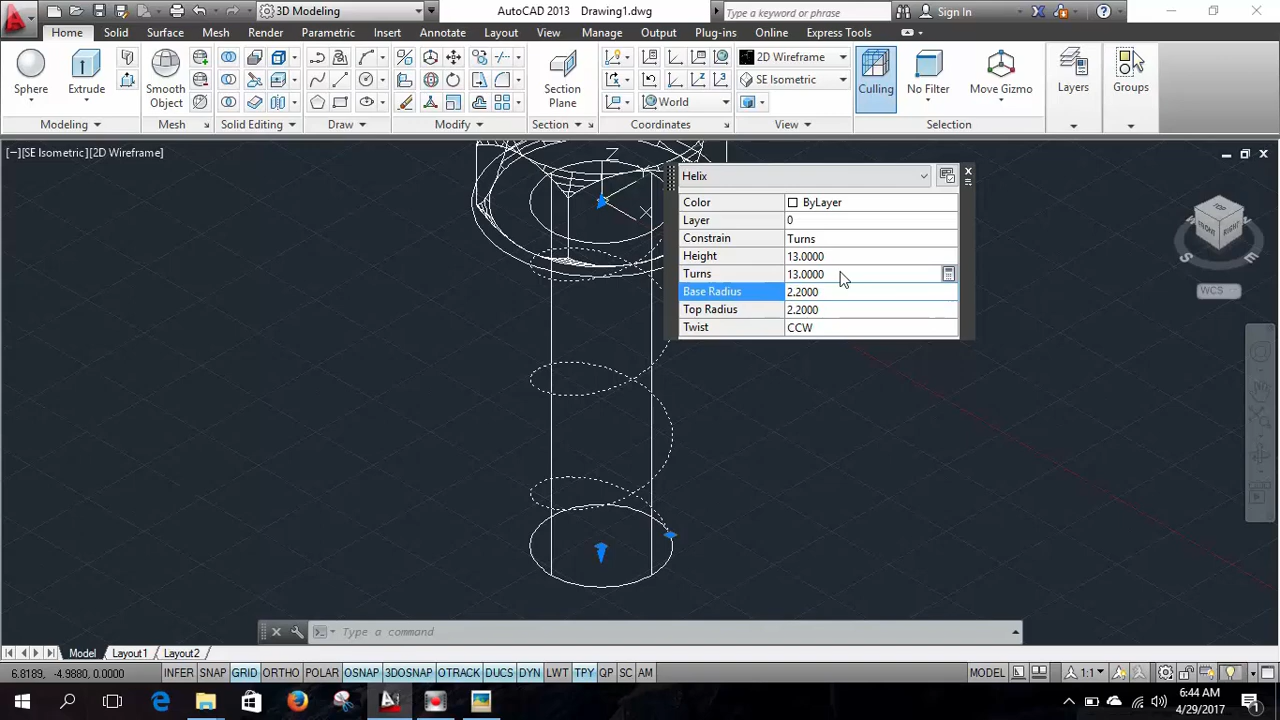 3D Modeling
AutoCAD 2013 Drawing1.dwg
Type a keyword or phrase
Sign In
Home Solid Surface Mesh Render Parametric Insert Annotate Layout View Manage Output Plug-ins Online Express Tools
2D Wireframe
SE Isometric
World
Sphere Extrude Smooth Object Section Plane Culling No Filter Move Gizmo Layers Groups
Modeling Mesh Solid Editing Draw Modify Section Coordinates View Selection
[−][SE Isometric][2D Wireframe]
Z
X
Helix
Color ByLayer
Layer 0
Constrain Turns
Height 13.0000
Turns 13.0000
Base Radius 2.2000
Top Radius 2.2000
Twist CCW
TOP
FRONT RIGHT
S E
WCS
Type a command
Model Layout1 Layout2
6.8189, -4.9880, 0.0000 INFER SNAP GRID ORTHO POLAR OSNAP 3DOSNAP OTRACK DUCS DYN LWT TPY QP SC AM MODEL 1:1
6:44 AM
4/29/2017